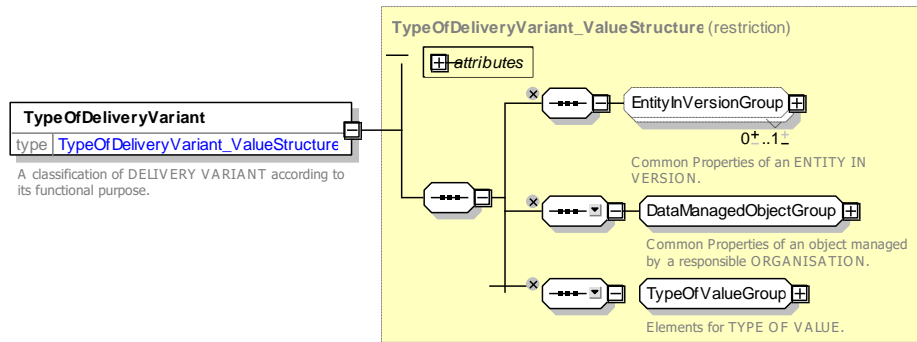 TypeOfDeliveryVariant_ValueStructure (restriction)
attributes
EntityInVersionGroup
0±..1±
Common Properties of an ENTITY IN
VERSION.
TypeOfDeliveryVariant
type TypeOfDeliveryVariant_ValueStructure
A classification of DELIVERY VARIANT according to
its functional purpose.
DataManagedObjectGroup
Common Properties of an object managed
by a responsible ORGANISATION.
TypeOfValueGroup
Elements for TYPE OF VALUE.